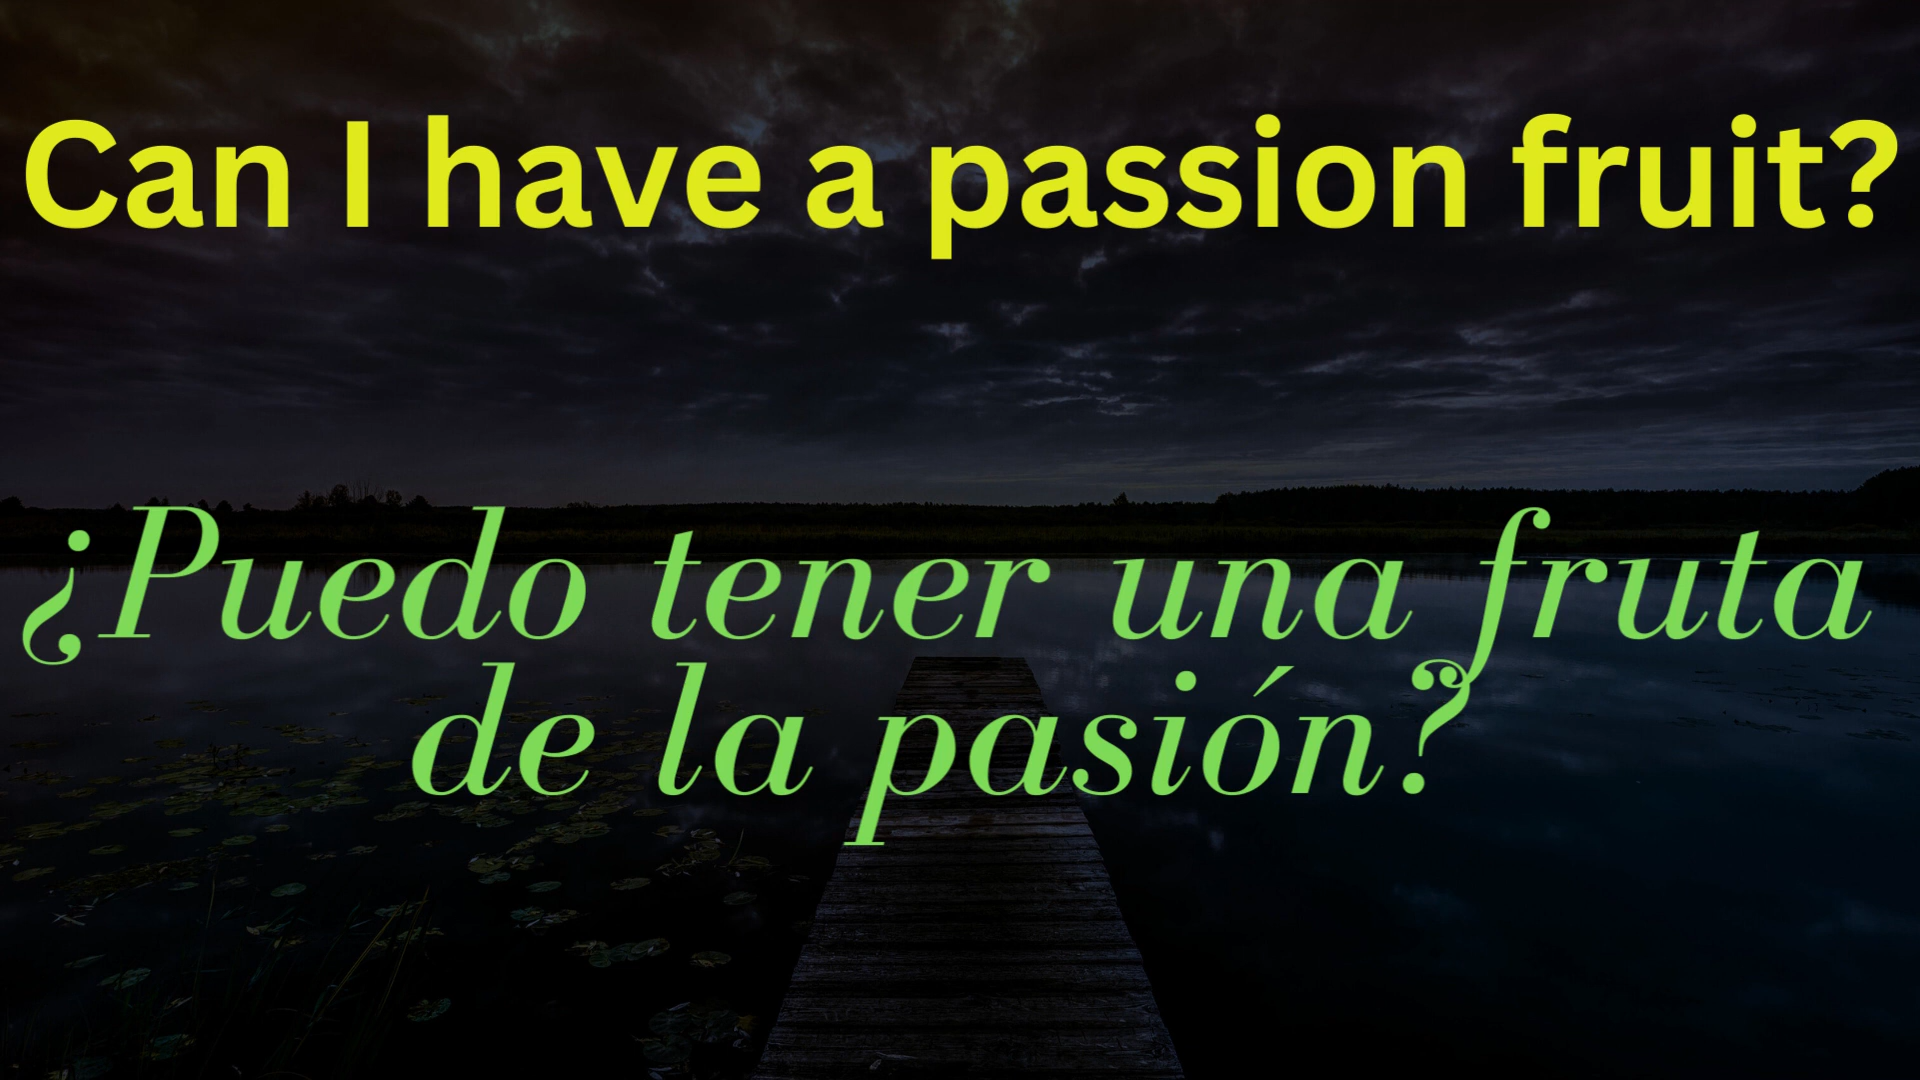 Can I have a passion fruit?
¿Puedo tener una fruta
de la pasión?